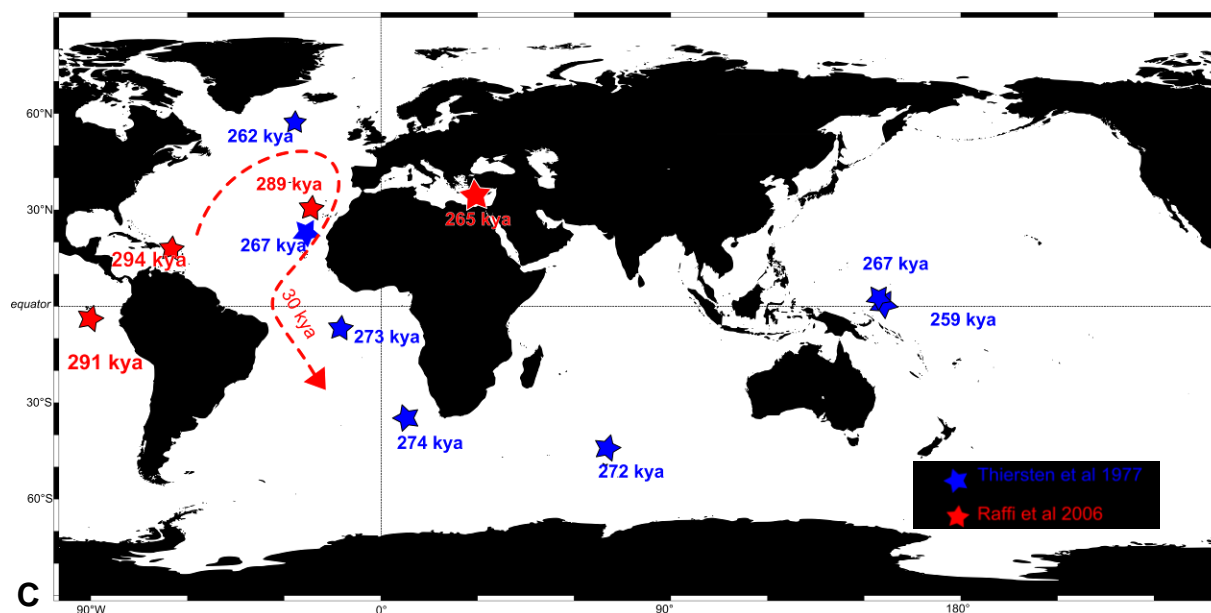 60°N
262 kya
289 kya
30°N
265 kya
267 kya
294 kya
267 kya
equator
30 kya
259 kya
273 kya
291 kya
30°S
274 kya
272 kya
Thiersten et al 1977
60°S
Raffi et al 2006
C
90°W
0°
90°
180°